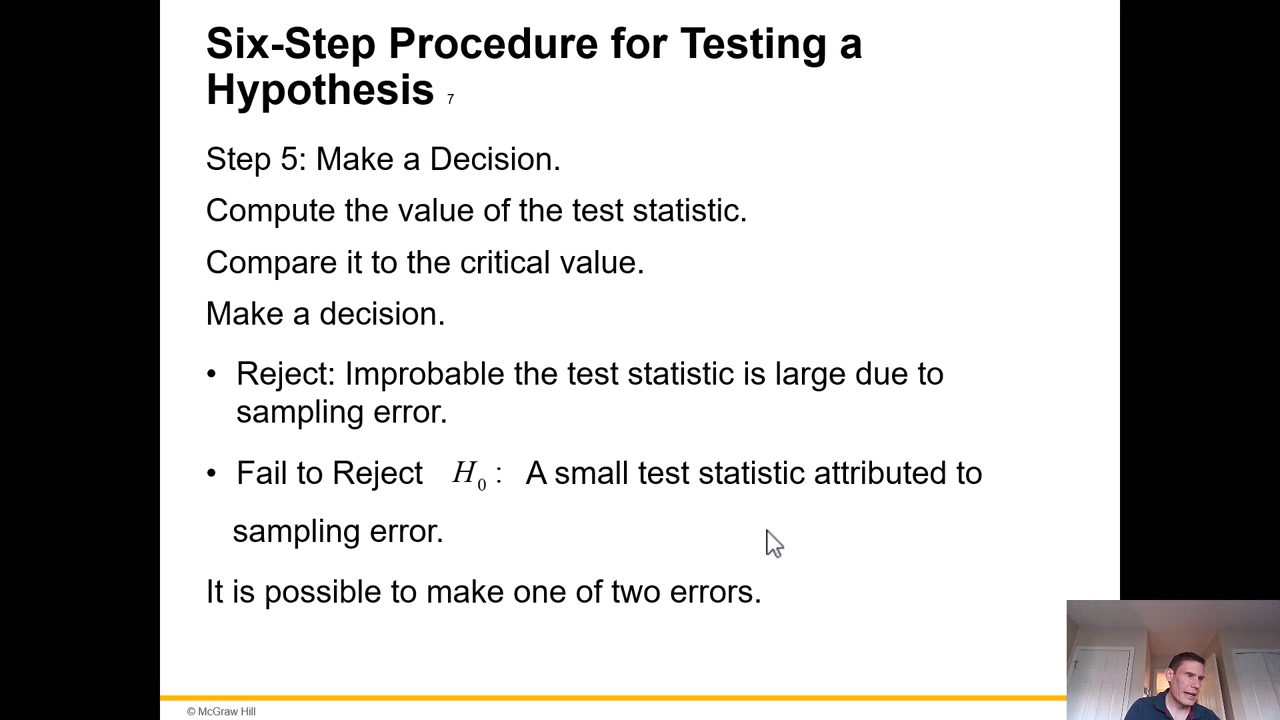 Six-Step Procedure for Testing a
Hypothesis 7
Step 5: Make a Decision.
Compute the value of the test statistic.
Compare it to the critical value.
Make a decision.
• Reject: Improbable the test statistic is large due to
sampling error.
• Fail to Reject H₀ : A small test statistic attributed to
sampling error.
It is possible to make one of two errors.
© McGraw Hill